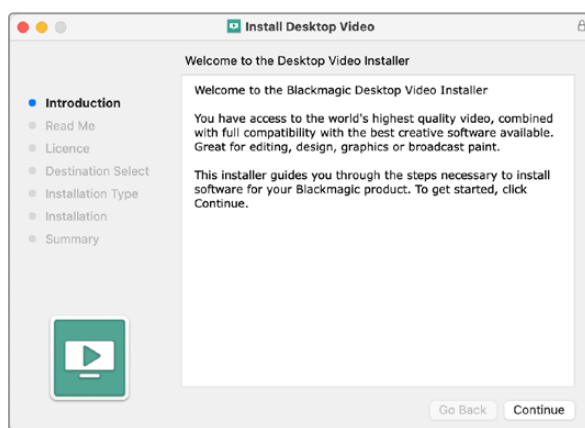 Install Desktop Video
Welcome to the Desktop Video Installer
Introduction
Read Me
Licence
Destination Select
Installation Type
Installation
Summary
Welcome to the Blackmagic Desktop Video Installer
You have access to the world's highest quality video, combined
with full compatibility with the best creative software available.
Great for editing, design, graphics or broadcast paint.
This installer guides you through the steps necessary to install
software for your Blackmagic product. To get started, click
Continue.
Go Back
Continue